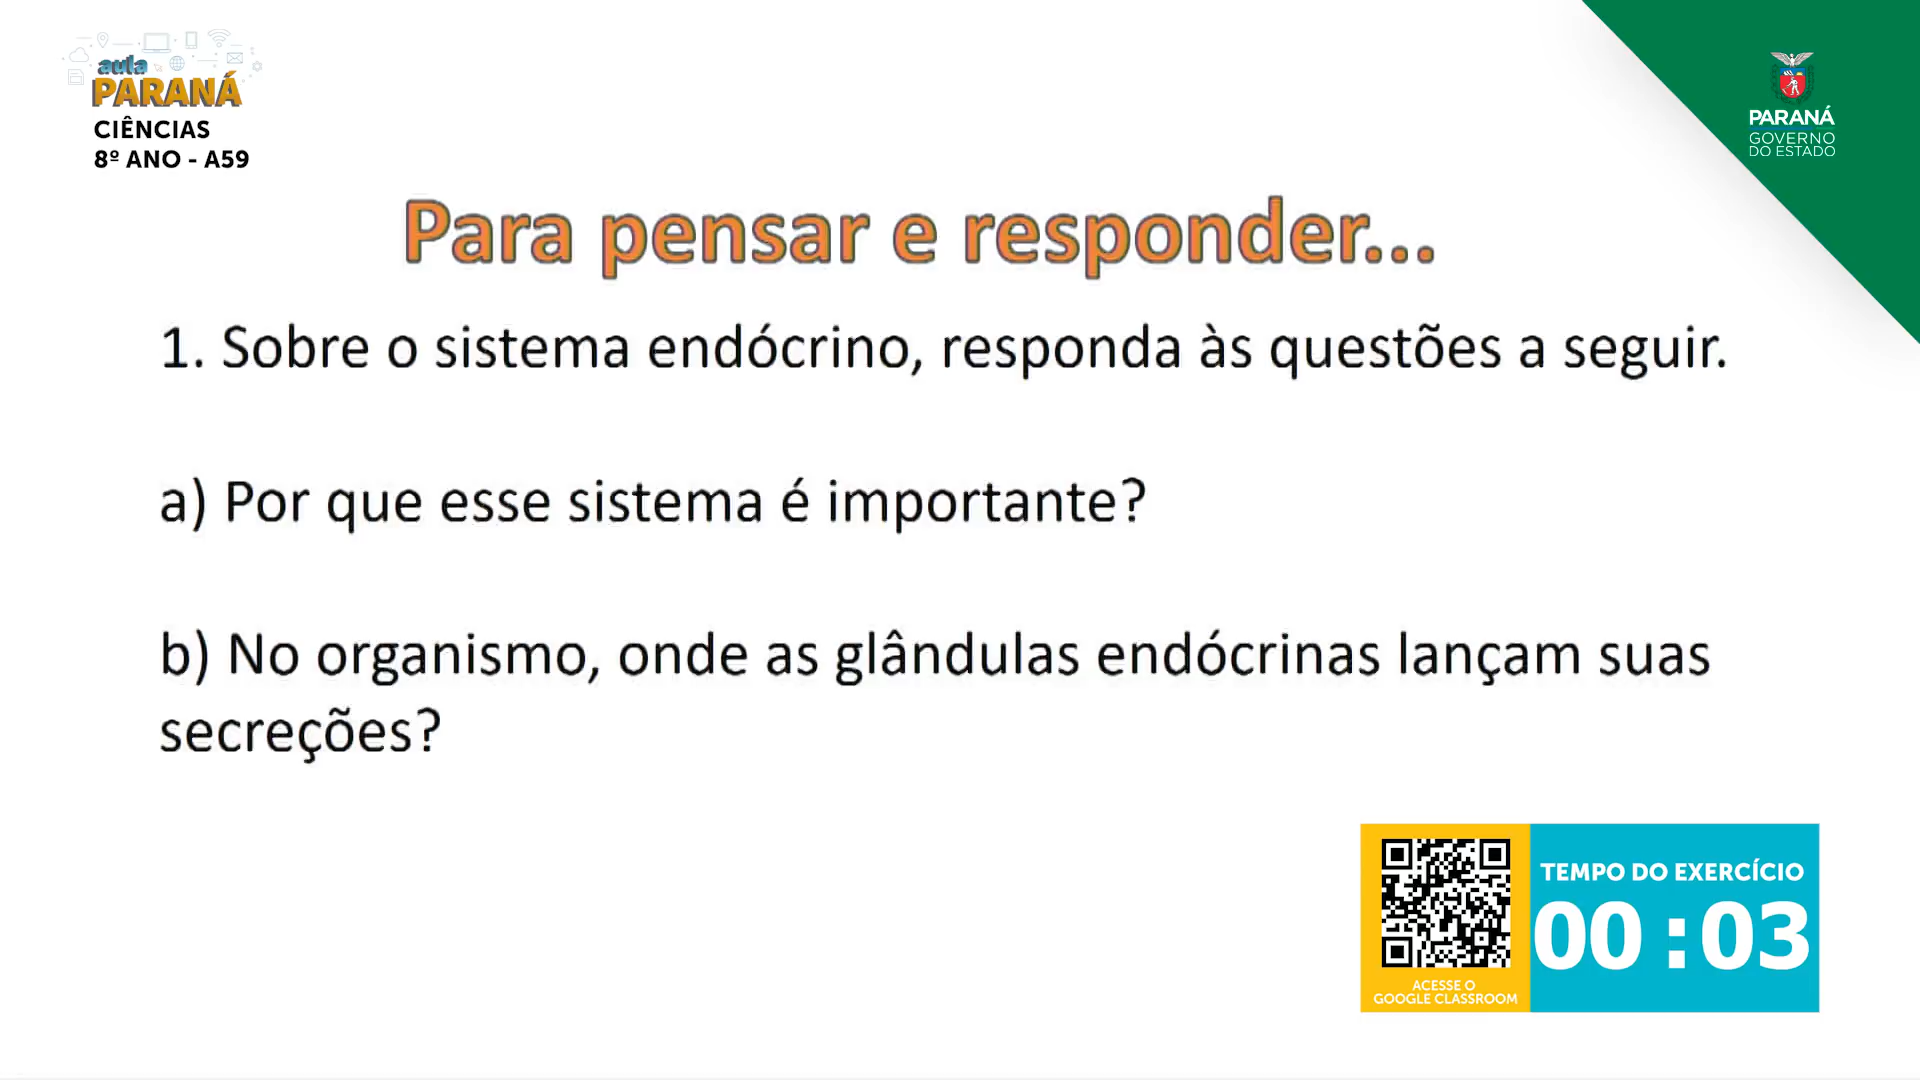 aula
PARANÁ
CIÊNCIAS
8º ANO - A59
PARANÁ
GOVERNO
DO ESTADO
Para pensar e responder...
1. Sobre o sistema endócrino, responda às questões a seguir.
a) Por que esse sistema é importante?
b) No organismo, onde as glândulas endócrinas lançam suas
secreções?
TEMPO DO EXERCÍCIO
00:03
ACESSE O
GOOGLE CLASSROOM